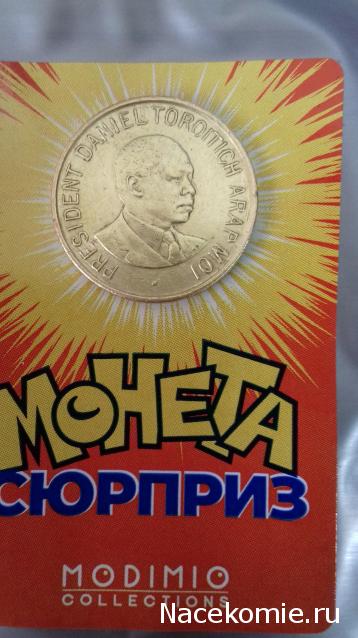 PRESIDENT DANIEL TOROITICH ARAP MOI
МОНЕТА
СЮРПРИЗ
MODIMIO
COLLECTIONS
Nacekomie.ru